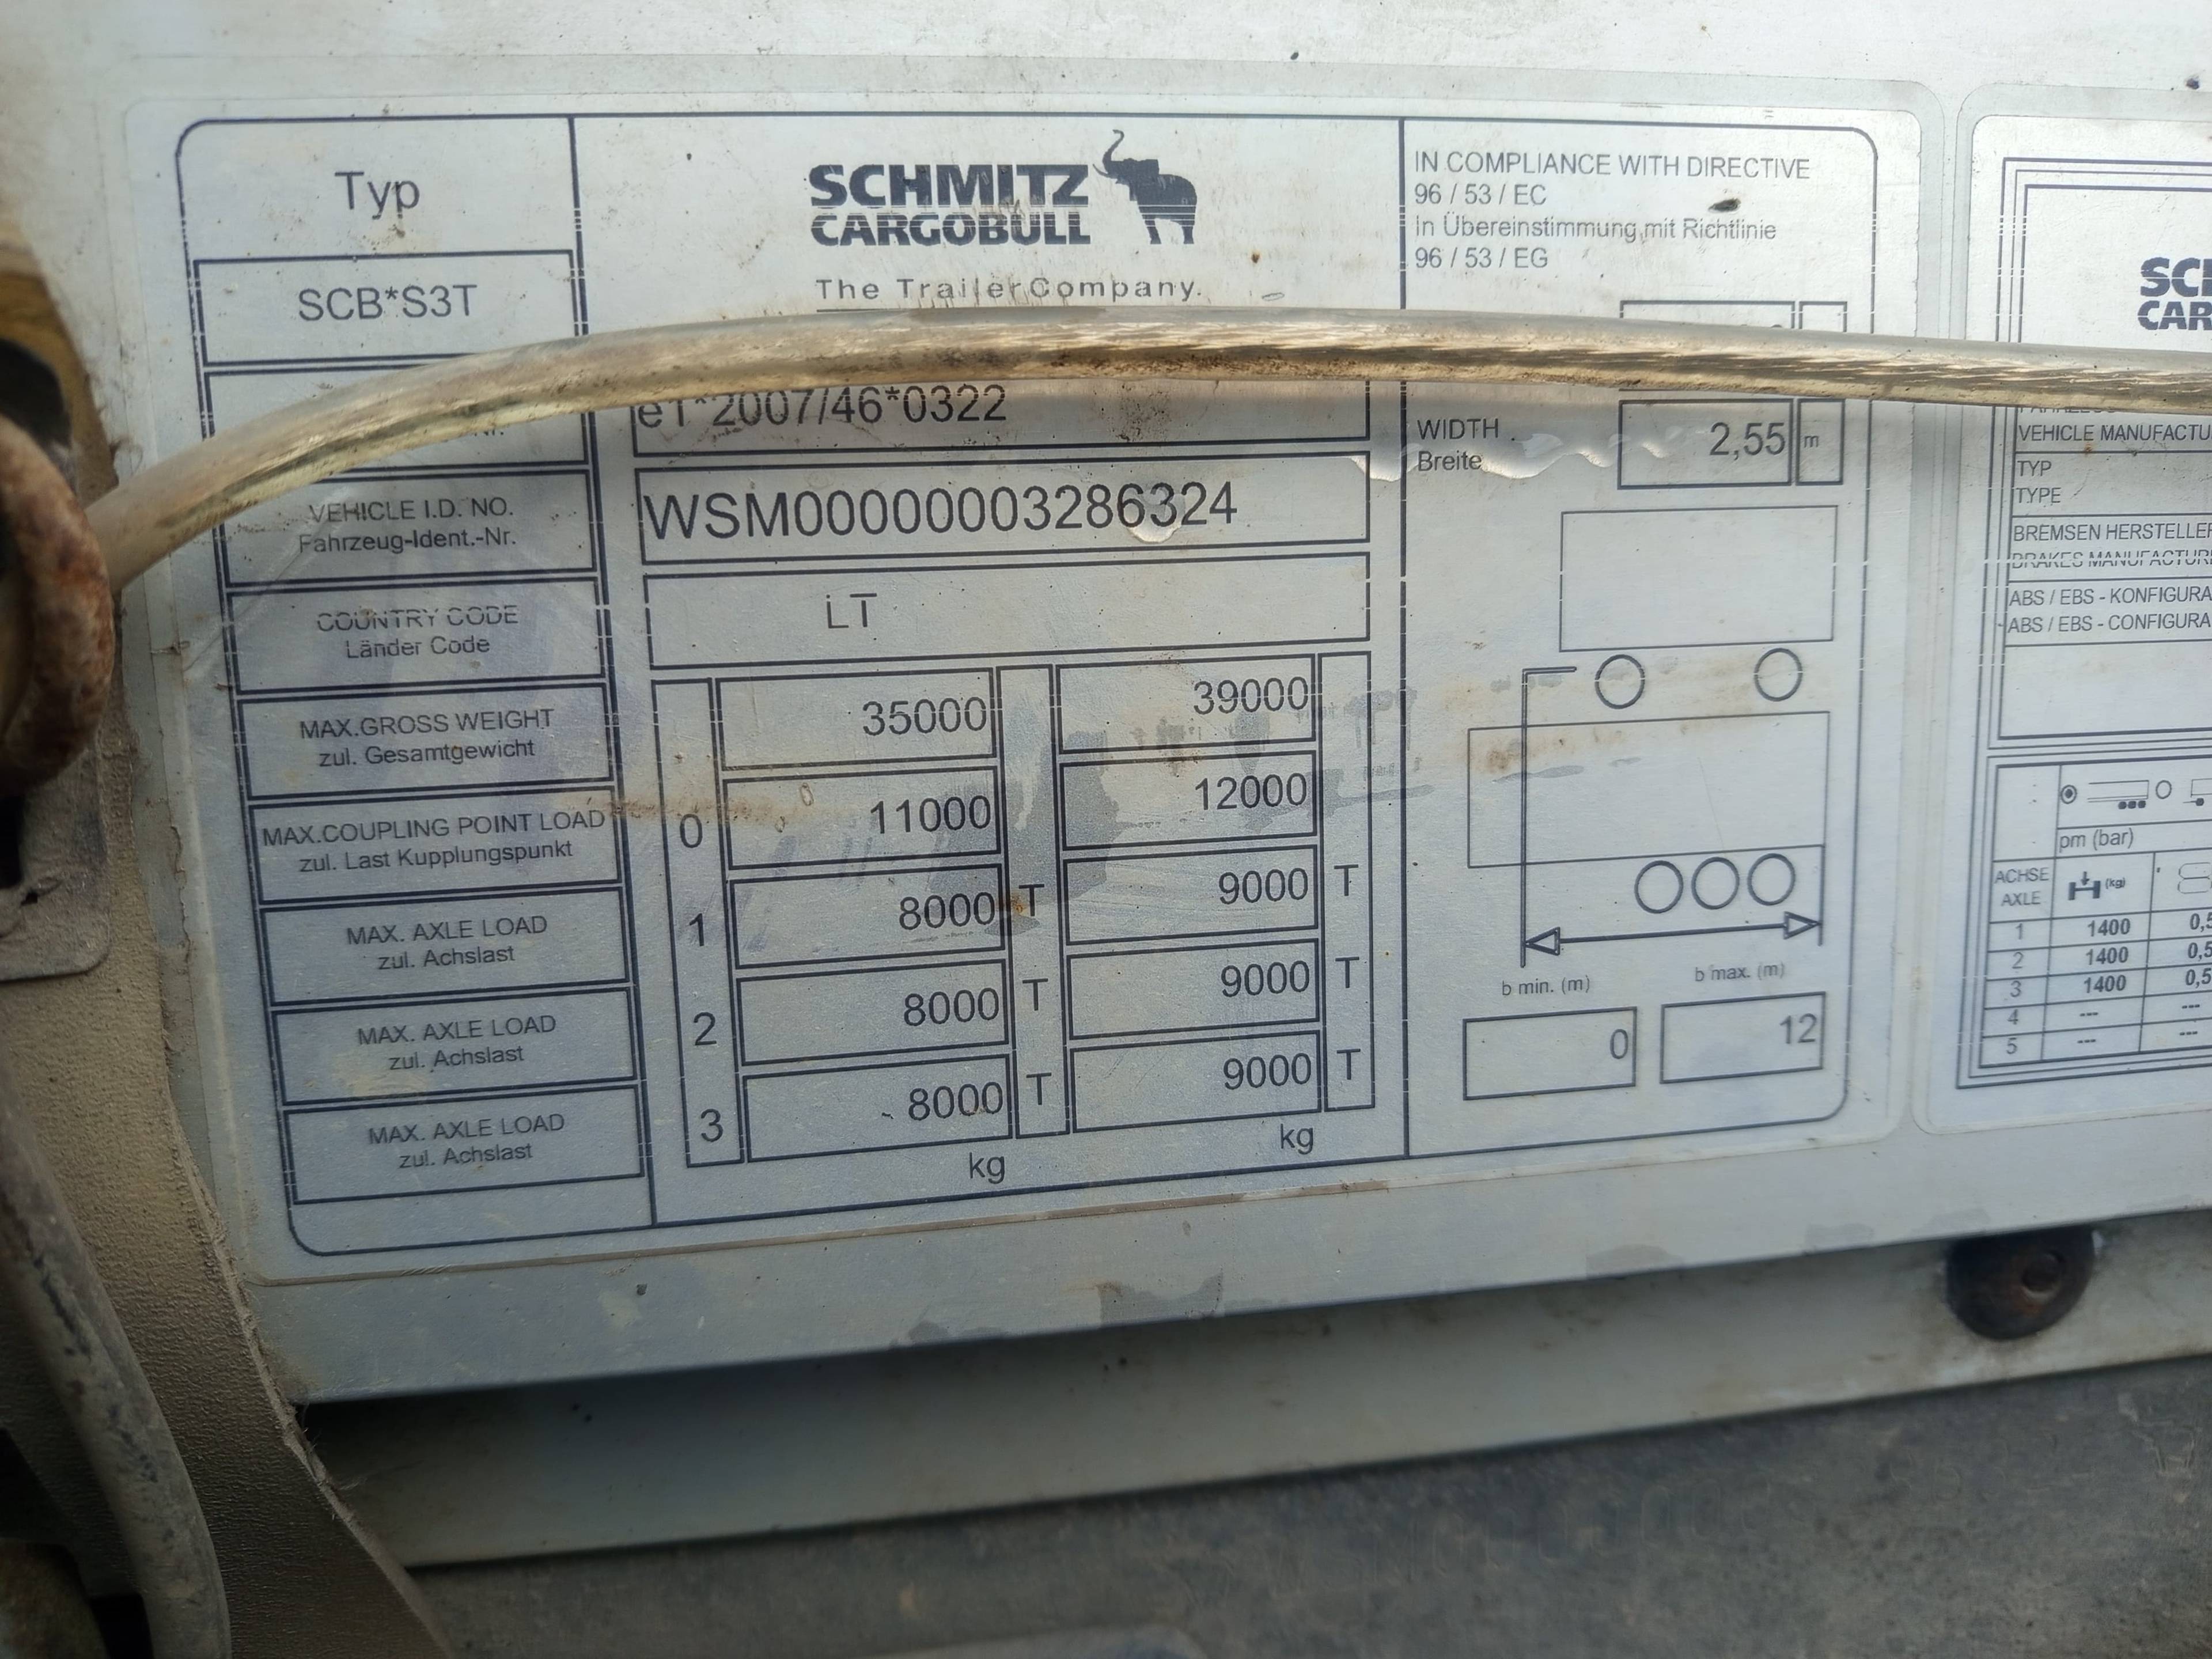 Typ
SCHMITZ
CARGOBULL
The Trailer Company.
SCB*S3T
e1*2007/46*0322
VEHICLE I.D. NO.
Fahrzeug-Ident.-Nr.
WSM00000003286324
COUNTRY CODE
Länder Code
LT
MAX.GROSS WEIGHT
zul. Gesamtgewicht
35000 39000
MAX.COUPLING POINT LOAD
zul. Last Kupplungspunkt
0 11000 12000
MAX. AXLE LOAD
zul. Achslast
1 8000 T 9000 T
MAX. AXLE LOAD
zul. Achslast
2 8000 T 9000 T
MAX. AXLE LOAD
zul. Achslast
3 8000 T 9000 T
kg kg
IN COMPLIANCE WITH DIRECTIVE
96 / 53 / EC
In Übereinstimmung mit Richtlinie
96 / 53 / EG
WIDTH
Breite
2,55 m
b min. (m) b max. (m)
0 12
VEHICLE
TYP
TYPE
BREMSEN
BRAKES
ABS / EBS -
ABS / EBS -
pm (bar)
ACHSE
AXLE
(kg)
1 1400
2 1400
3 1400
4 --- ---
5 --- ---